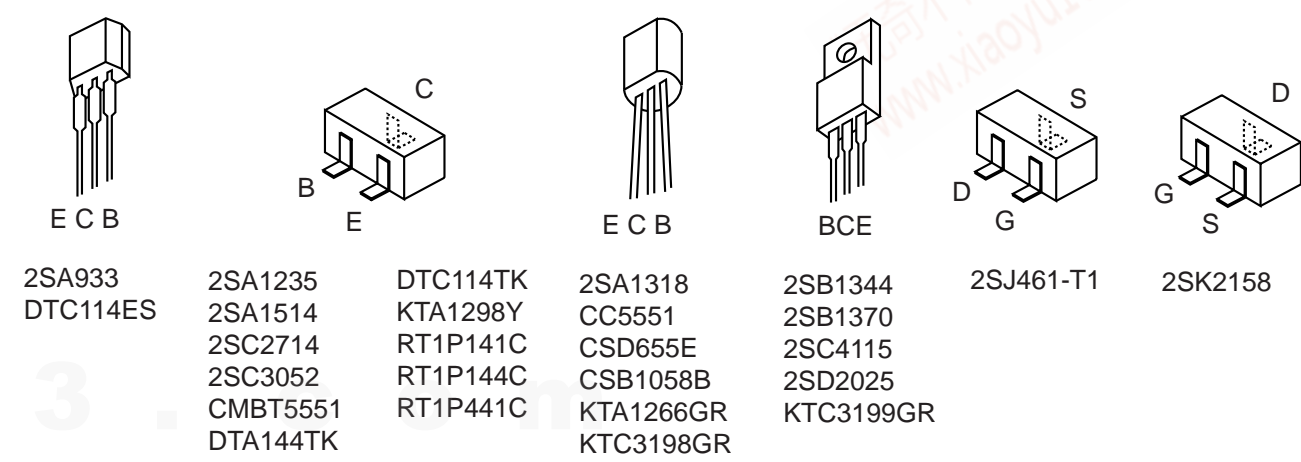 E C B
2SA933
DTC114ES
C
B
E
2SA1235
2SA1514
2SC2714
2SC3052
CMBT5551
DTA144TK
DTC114TK
KTA1298Y
RT1P141C
RT1P144C
RT1P441C
E C B
2SA1318
CC5551
CSD655E
CSB1058B
KTA1266GR
KTC3198GR
BCE
2SB1344
2SB1370
2SC4115
2SD2025
KTC3199GR
S
D
G
2SJ461-T1
D
G
S
2SK2158